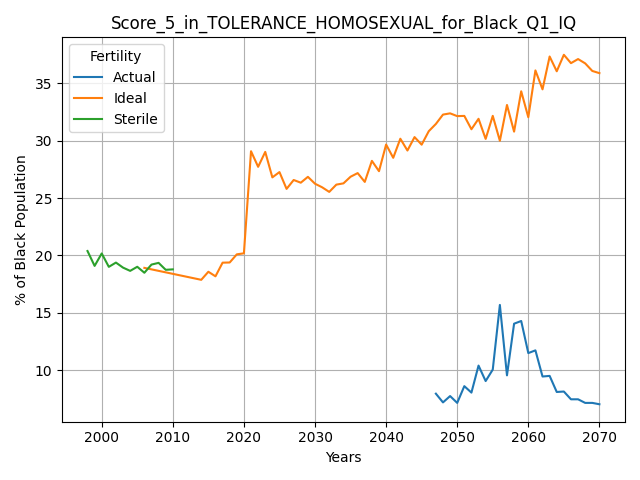 Score_5_in_TOLERANCE_HOMOSEXUAL_for_Black_Q1_IQ
Fertility
Actual
Ideal
Sterile
% of Black Population
35
30
25
20
15
10
2000 2010 2020 2030 2040 2050 2060 2070
Years